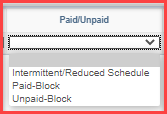 Paid/Unpaid
Intermittent/Reduced Schedule
Paid-Block
Unpaid-Block